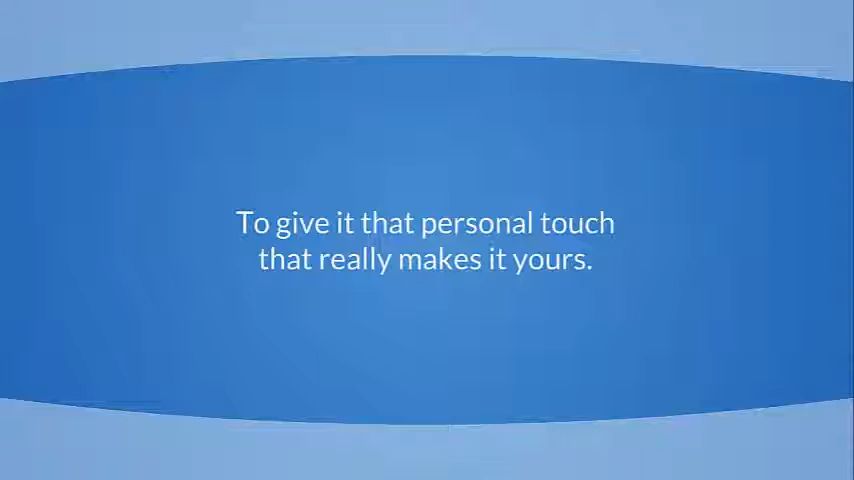 To give it that personal touch
that really makes it yours.